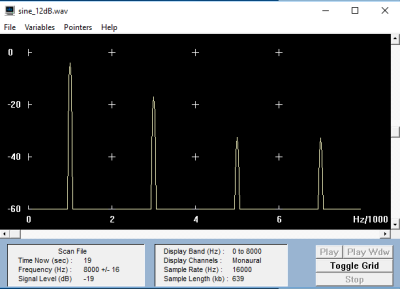 sine_12dB.wav
File Variables Pointers Help
0
-20
-40
-60
0 2 4 6 Hz/1000
Scan File
Time Now (sec) : 19
Frequency (Hz) : 8000 +/- 16
Signal Level (dB) -19
Display Band (Hz) : 0 to 8000
Display Channels : Monaural
Sample Rate (Hz) : 16000
Sample Length (kb) : 639
Play Play Wdw
Toggle Grid
Stop